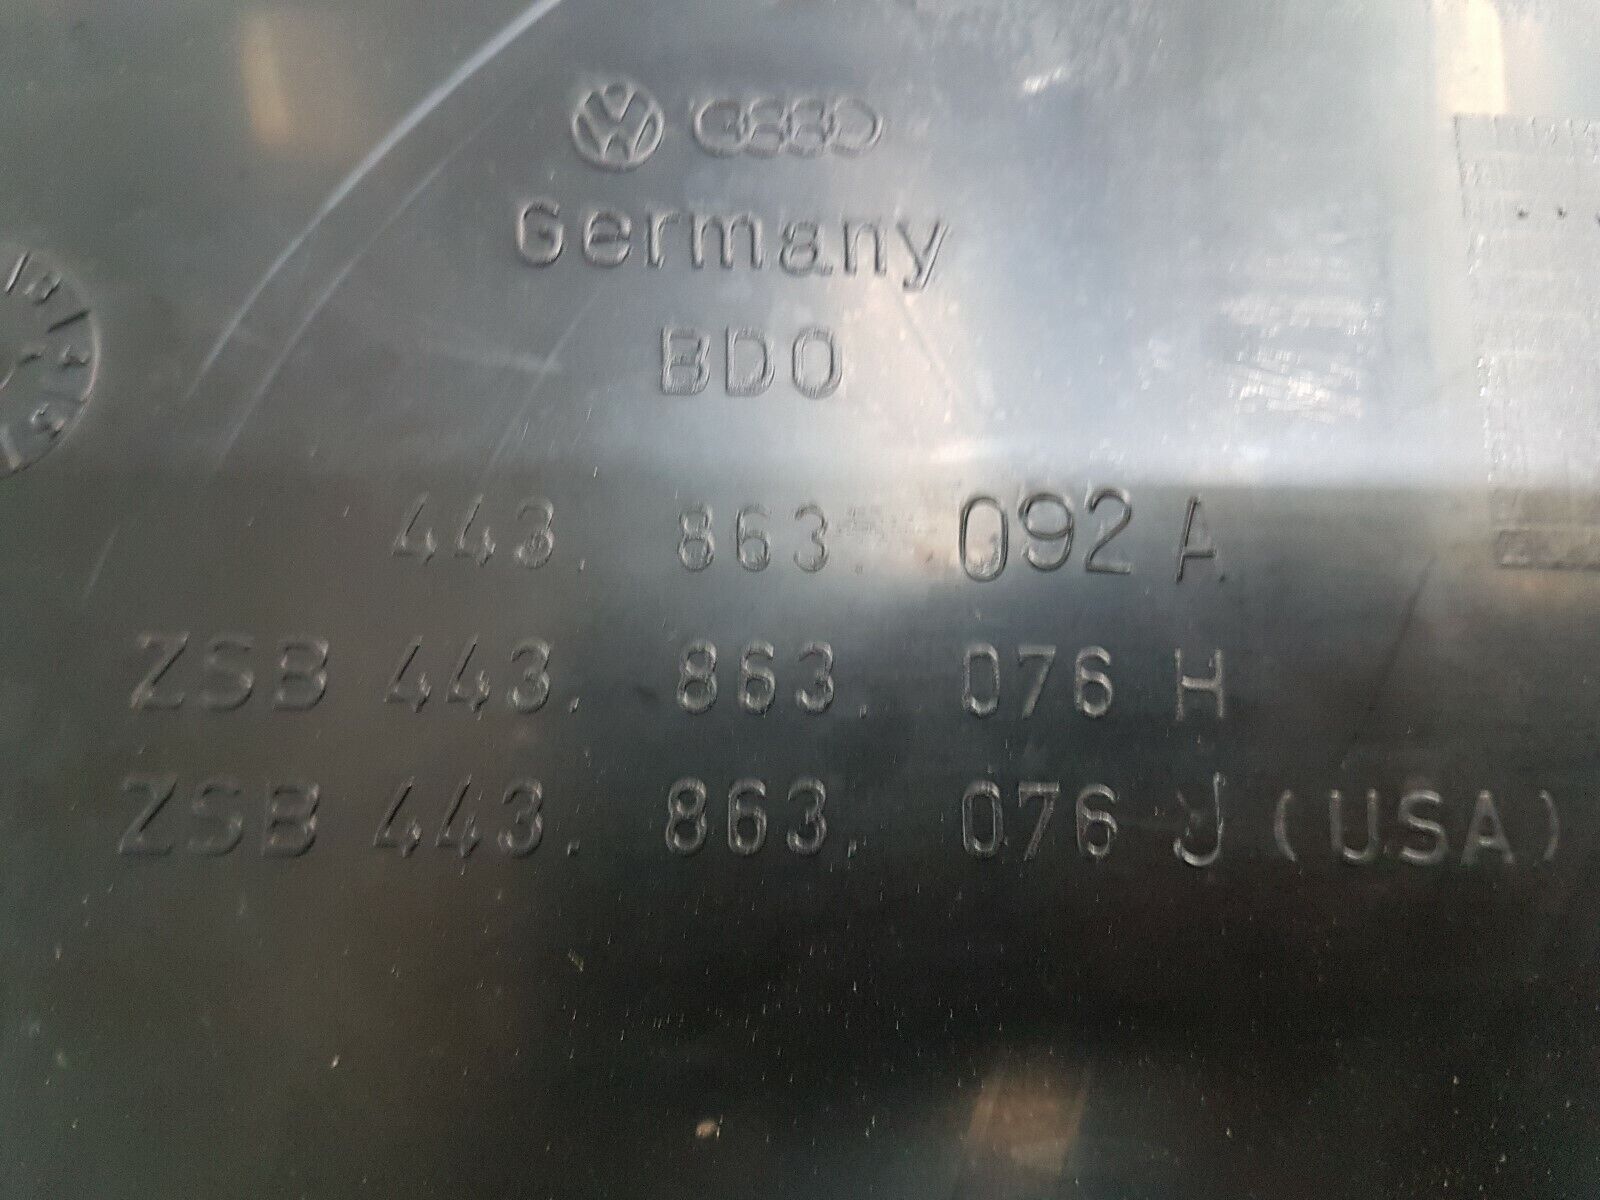 Germany
BDO
443. 863. 092 A
ZSB 443. 863. 076 H
ZSB 443. 863. 076 J (USA)